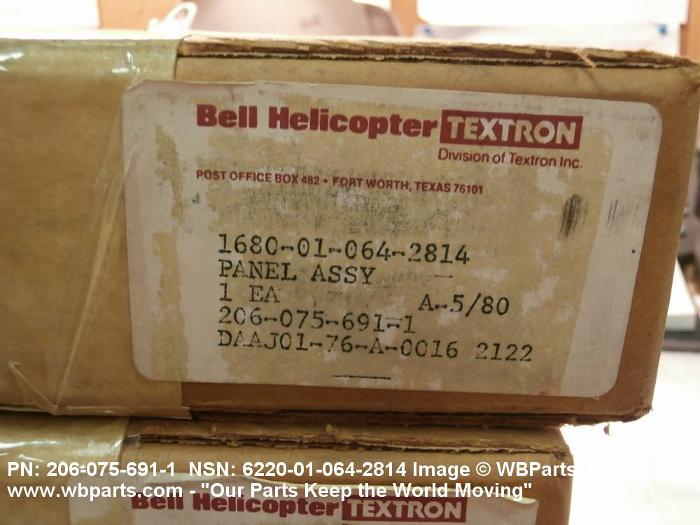 Bell Helicopter TEXTRON
Division of Textron Inc.
POST OFFICE BOX 482 • FORT WORTH, TEXAS 76101
1680-01-064-2814
PANEL ASSY
1 EA A-5/80
206-075-691-1
DAAJ01-76-A-0016 2122
PN: 206-075-691-1 NSN: 6220-01-064-2814 Image © WBParts
www.wbparts.com - "Our Parts Keep the World Moving"
Bell Helicopter TEXTRON